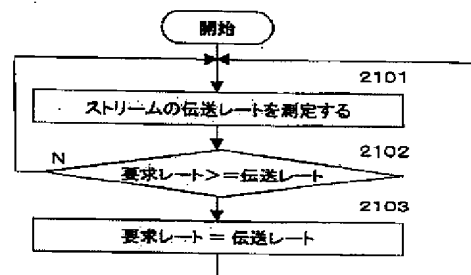 開始
2101
ストリームの伝送レートを測定する
2102
N
要求レート>=伝送レート
2103
要求レート = 伝送レート